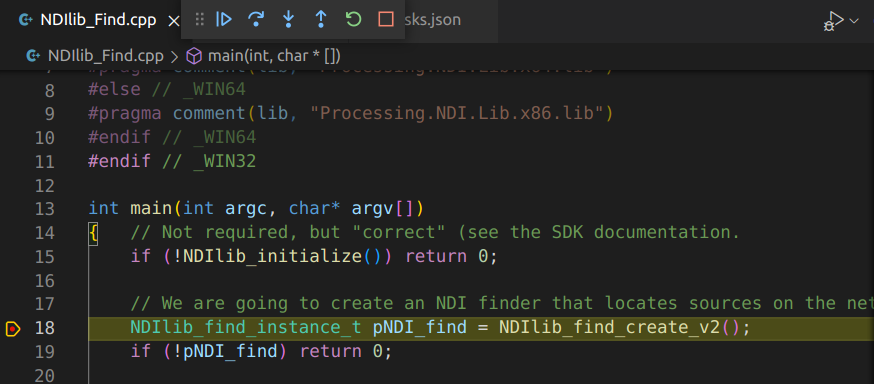 NDIlib_Find.cpp
sks.json
NDIlib_Find.cpp > main(int, char * [])
8 #else // _WIN64
9 #pragma comment(lib, "Processing.NDI.Lib.x86.lib")
10 #endif // _WIN64
11 #endif // _WIN32
12
13 int main(int argc, char* argv[])
14 { // Not required, but "correct" (see the SDK documentation.
15 if (!NDIlib_initialize()) return 0;
16
17 // We are going to create an NDI finder that locates sources on the net
18 NDIlib_find_instance_t pNDI_find = NDIlib_find_create_v2();
19 if (!pNDI_find) return 0;
20